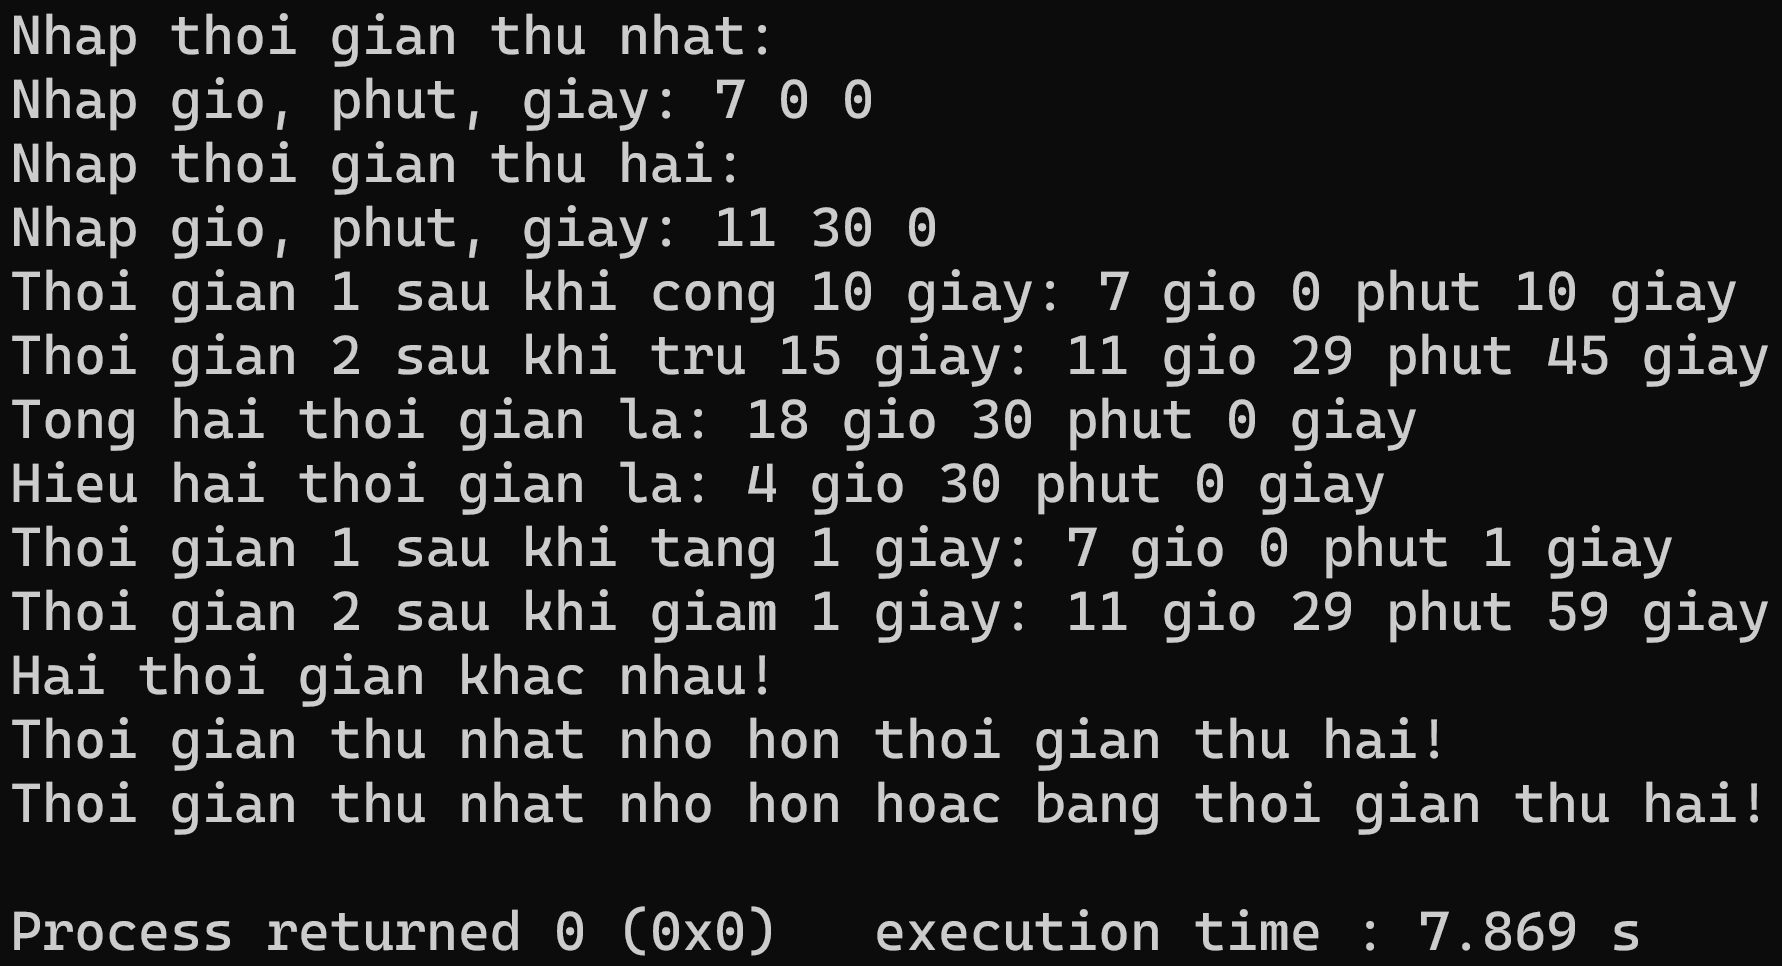 Nhap thoi gian thu nhat:
Nhap gio, phut, giay: 7 0 0
Nhap thoi gian thu hai:
Nhap gio, phut, giay: 11 30 0
Thoi gian 1 sau khi cong 10 giay: 7 gio 0 phut 10 giay
Thoi gian 2 sau khi tru 15 giay: 11 gio 29 phut 45 giay
Tong hai thoi gian la: 18 gio 30 phut 0 giay
Hieu hai thoi gian la: 4 gio 30 phut 0 giay
Thoi gian 1 sau khi tang 1 giay: 7 gio 0 phut 1 giay
Thoi gian 2 sau khi giam 1 giay: 11 gio 29 phut 59 giay
Hai thoi gian khac nhau!
Thoi gian thu nhat nho hon thoi gian thu hai!
Thoi gian thu nhat nho hon hoac bang thoi gian thu hai!
Process returned 0 (0x0)   execution time : 7.869 s